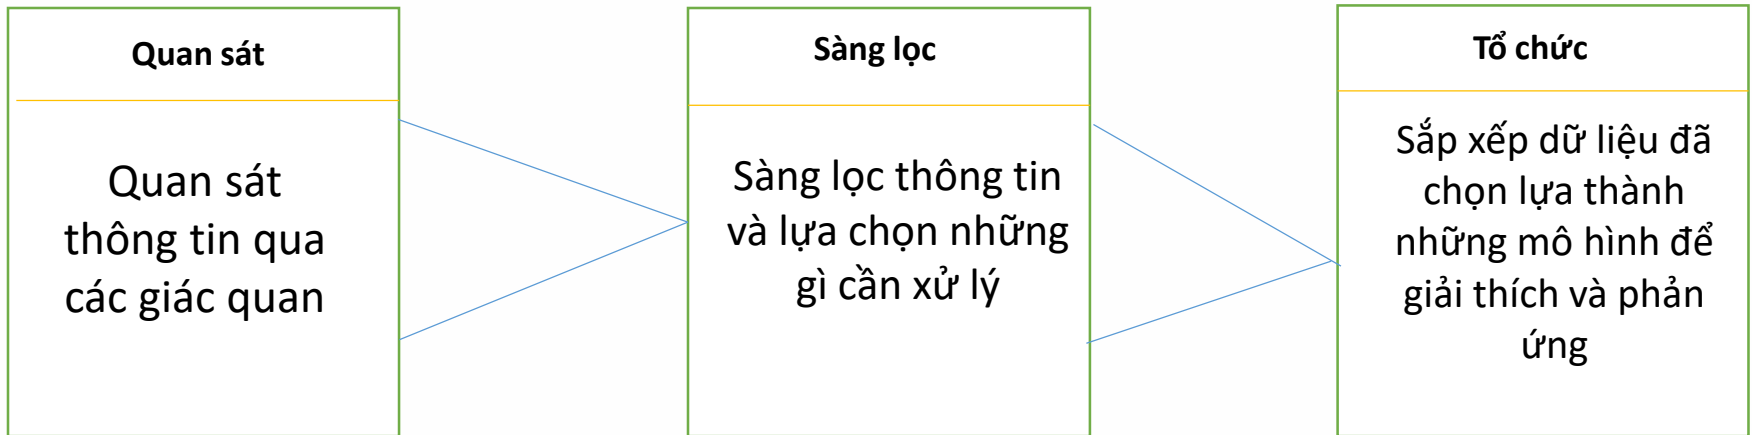 Quan sát
Quan sát
thông tin qua
các giác quan
Sàng lọc
Sàng lọc thông tin
và lựa chọn những
gì cần xử lý
Tổ chức
Sắp xếp dữ liệu đã
chọn lựa thành
những mô hình để
giải thích và phản
ứng